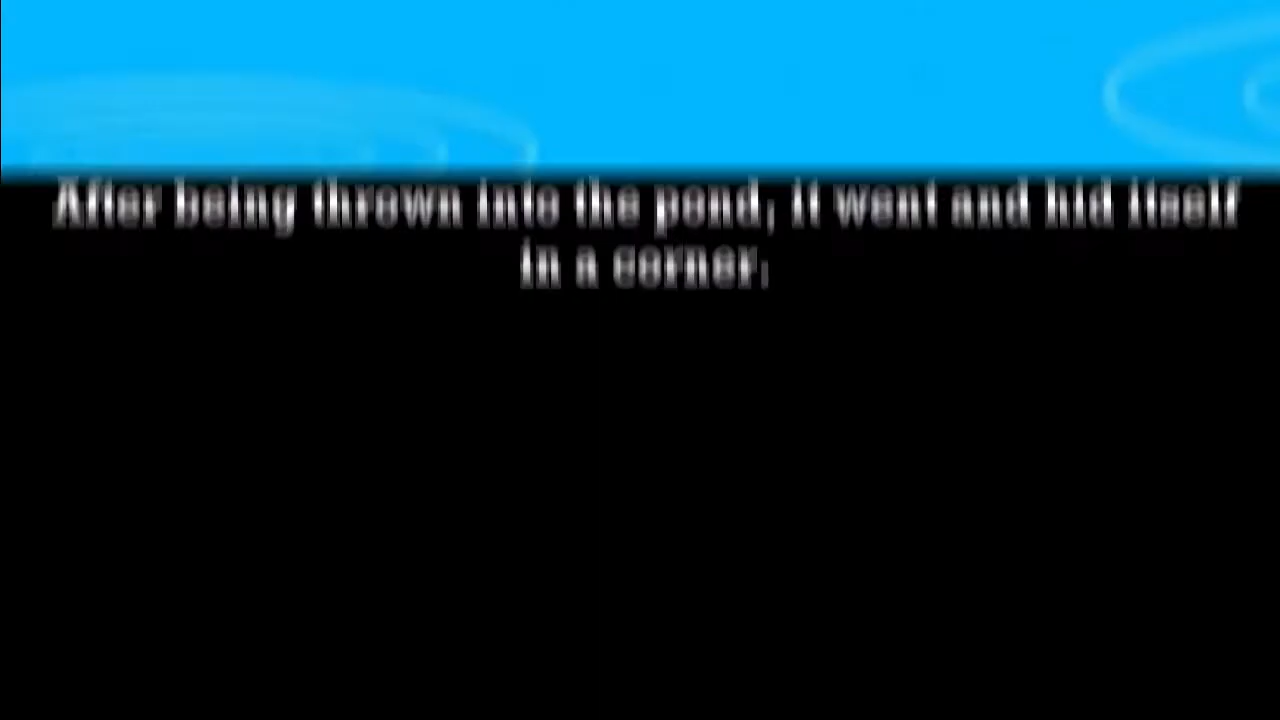 After being thrown into the pond, it went and hid itself
in a corner.